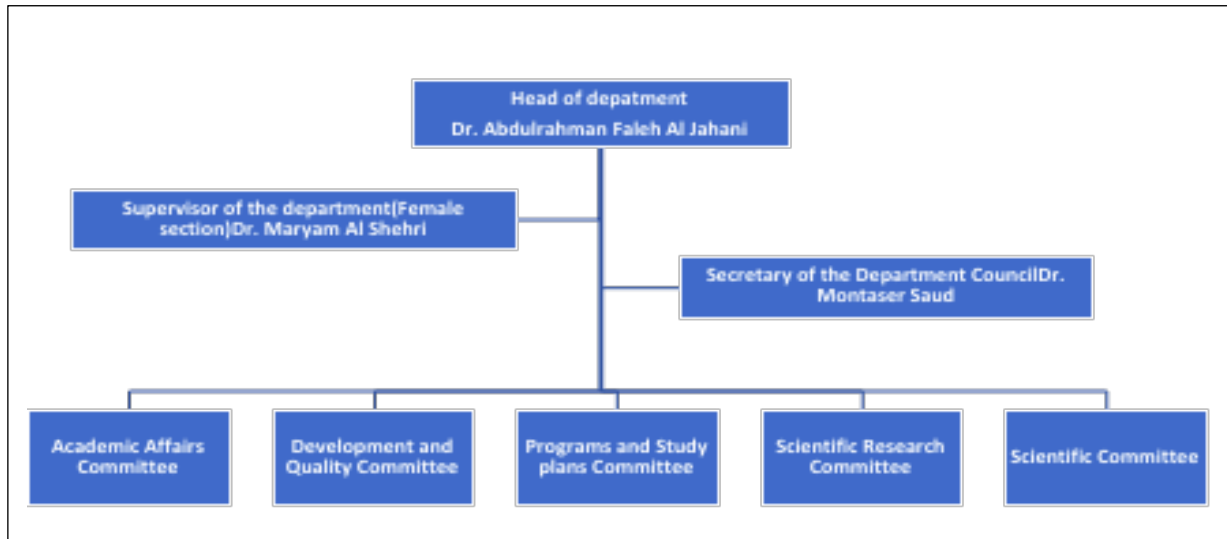 Head of depatment
Dr. Abdulrahman Faleh Al Jahani
Supervisor of the department(Female
section)Dr. Maryam Al Shehri
Secretary of the Department CouncilDr.
Montaser Saud
Academic Affairs
Committee
Development and
Quality Committee
Programs and Study
plans Committee
Scientific Research
Committee
Scientific Committee